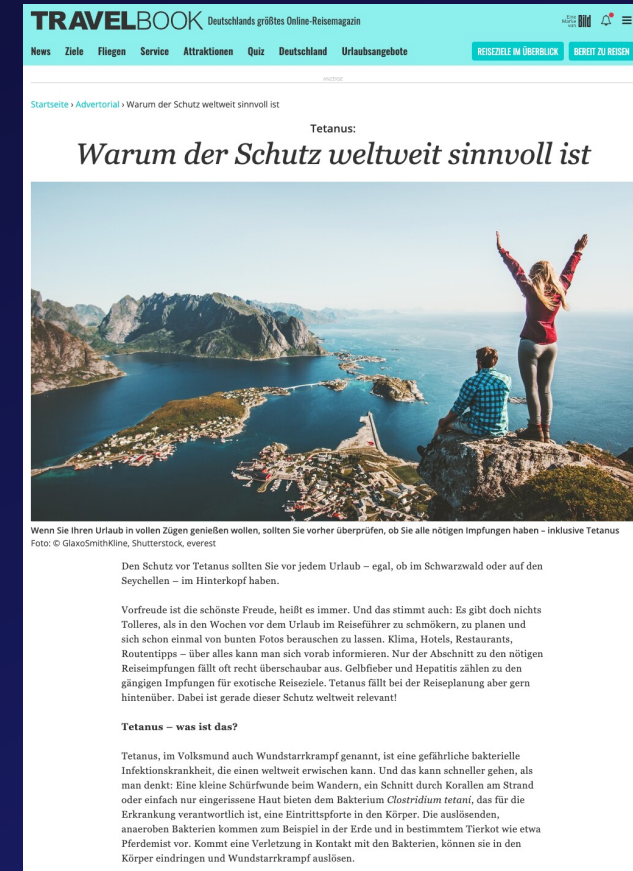 TRAVELBOOK Deutschlands größtes Online-Reisemagazin
Eine Marke von Bild
News Ziele Fliegen Service Attraktionen Quiz Deutschland Urlaubsangebote
REISEZIELE IM ÜBERBLICK BEREIT ZU REISEN
ANZEIGE
Startseite › Advertorial › Warum der Schutz weltweit sinnvoll ist
Tetanus:
Warum der Schutz weltweit sinnvoll ist
Wenn Sie Ihren Urlaub in vollen Zügen genießen wollen, sollten Sie vorher überprüfen, ob Sie alle nötigen Impfungen haben – inklusive Tetanus
Foto: © GlaxoSmithKline, Shutterstock, everest
Den Schutz vor Tetanus sollten Sie vor jedem Urlaub – egal, ob im Schwarzwald oder auf den
Seychellen – im Hinterkopf haben.
Vorfreude ist die schönste Freude, heißt es immer. Und das stimmt auch: Es gibt doch nichts
Tolleres, als in den Wochen vor dem Urlaub im Reiseführer zu schmökern, zu planen und
sich schon einmal von bunten Fotos berauschen zu lassen. Klima, Hotels, Restaurants,
Routentipps – über alles kann man sich vorab informieren. Nur der Abschnitt zu den nötigen
Reiseimpfungen fällt oft recht überschaubar aus. Gelbfieber und Hepatitis zählen zu den
gängigen Impfungen für exotische Reiseziele. Tetanus fällt bei der Reiseplanung aber gern
hintenüber. Dabei ist gerade dieser Schutz weltweit relevant!
Tetanus – was ist das?
Tetanus, im Volksmund auch Wundstarrkrampf genannt, ist eine gefährliche bakterielle
Infektionskrankheit, die einen weltweit erwischen kann. Und das kann schneller gehen, als
man denkt: Eine kleine Schürfwunde beim Wandern, ein Schnitt durch Korallen am Strand
oder einfach nur eingerissene Haut bieten dem Bakterium Clostridium tetani, das für die
Erkrankung verantwortlich ist, eine Eintrittspforte in den Körper. Die auslösenden,
anaeroben Bakterien kommen zum Beispiel in der Erde und in bestimmtem Tierkot wie etwa
Pferdemist vor. Kommt eine Verletzung in Kontakt mit den Bakterien, können sie in den
Körper eindringen und Wundstarrkrampf auslösen.